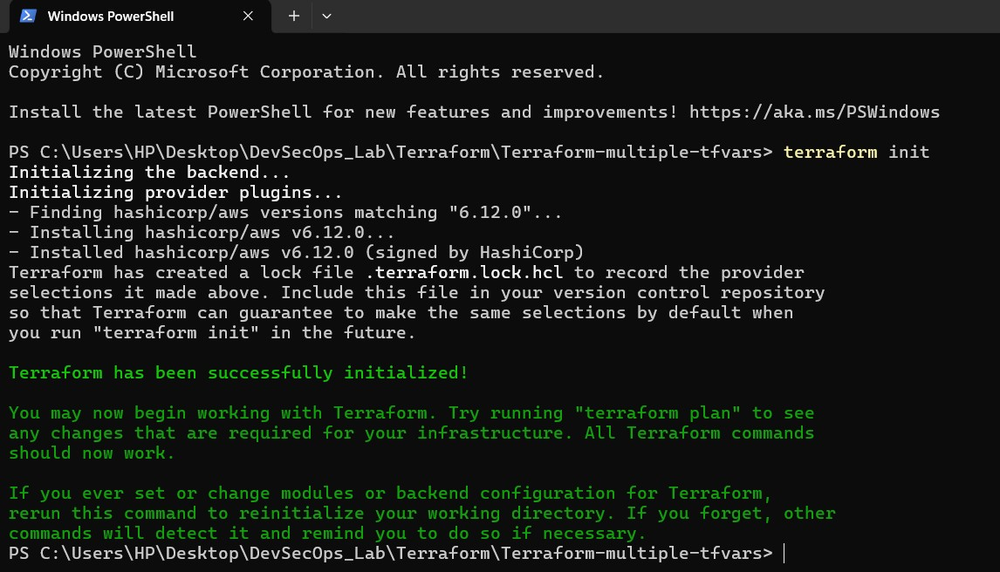 Windows PowerShell
Windows PowerShell
Copyright (C) Microsoft Corporation. All rights reserved.
Install the latest PowerShell for new features and improvements! https://aka.ms/PSWindows
PS C:\Users\HP\Desktop\DevSecOps_Lab\Terraform\Terraform-multiple-tfvars> terraform init
Initializing the backend...
Initializing provider plugins...
- Finding hashicorp/aws versions matching "6.12.0"...
- Installing hashicorp/aws v6.12.0...
- Installed hashicorp/aws v6.12.0 (signed by HashiCorp)
Terraform has created a lock file .terraform.lock.hcl to record the provider
selections it made above. Include this file in your version control repository
so that Terraform can guarantee to make the same selections by default when
you run "terraform init" in the future.
Terraform has been successfully initialized!
You may now begin working with Terraform. Try running "terraform plan" to see
any changes that are required for your infrastructure. All Terraform commands
should now work.
If you ever set or change modules or backend configuration for Terraform,
rerun this command to reinitialize your working directory. If you forget, other
commands will detect it and remind you to do so if necessary.
PS C:\Users\HP\Desktop\DevSecOps_Lab\Terraform\Terraform-multiple-tfvars>